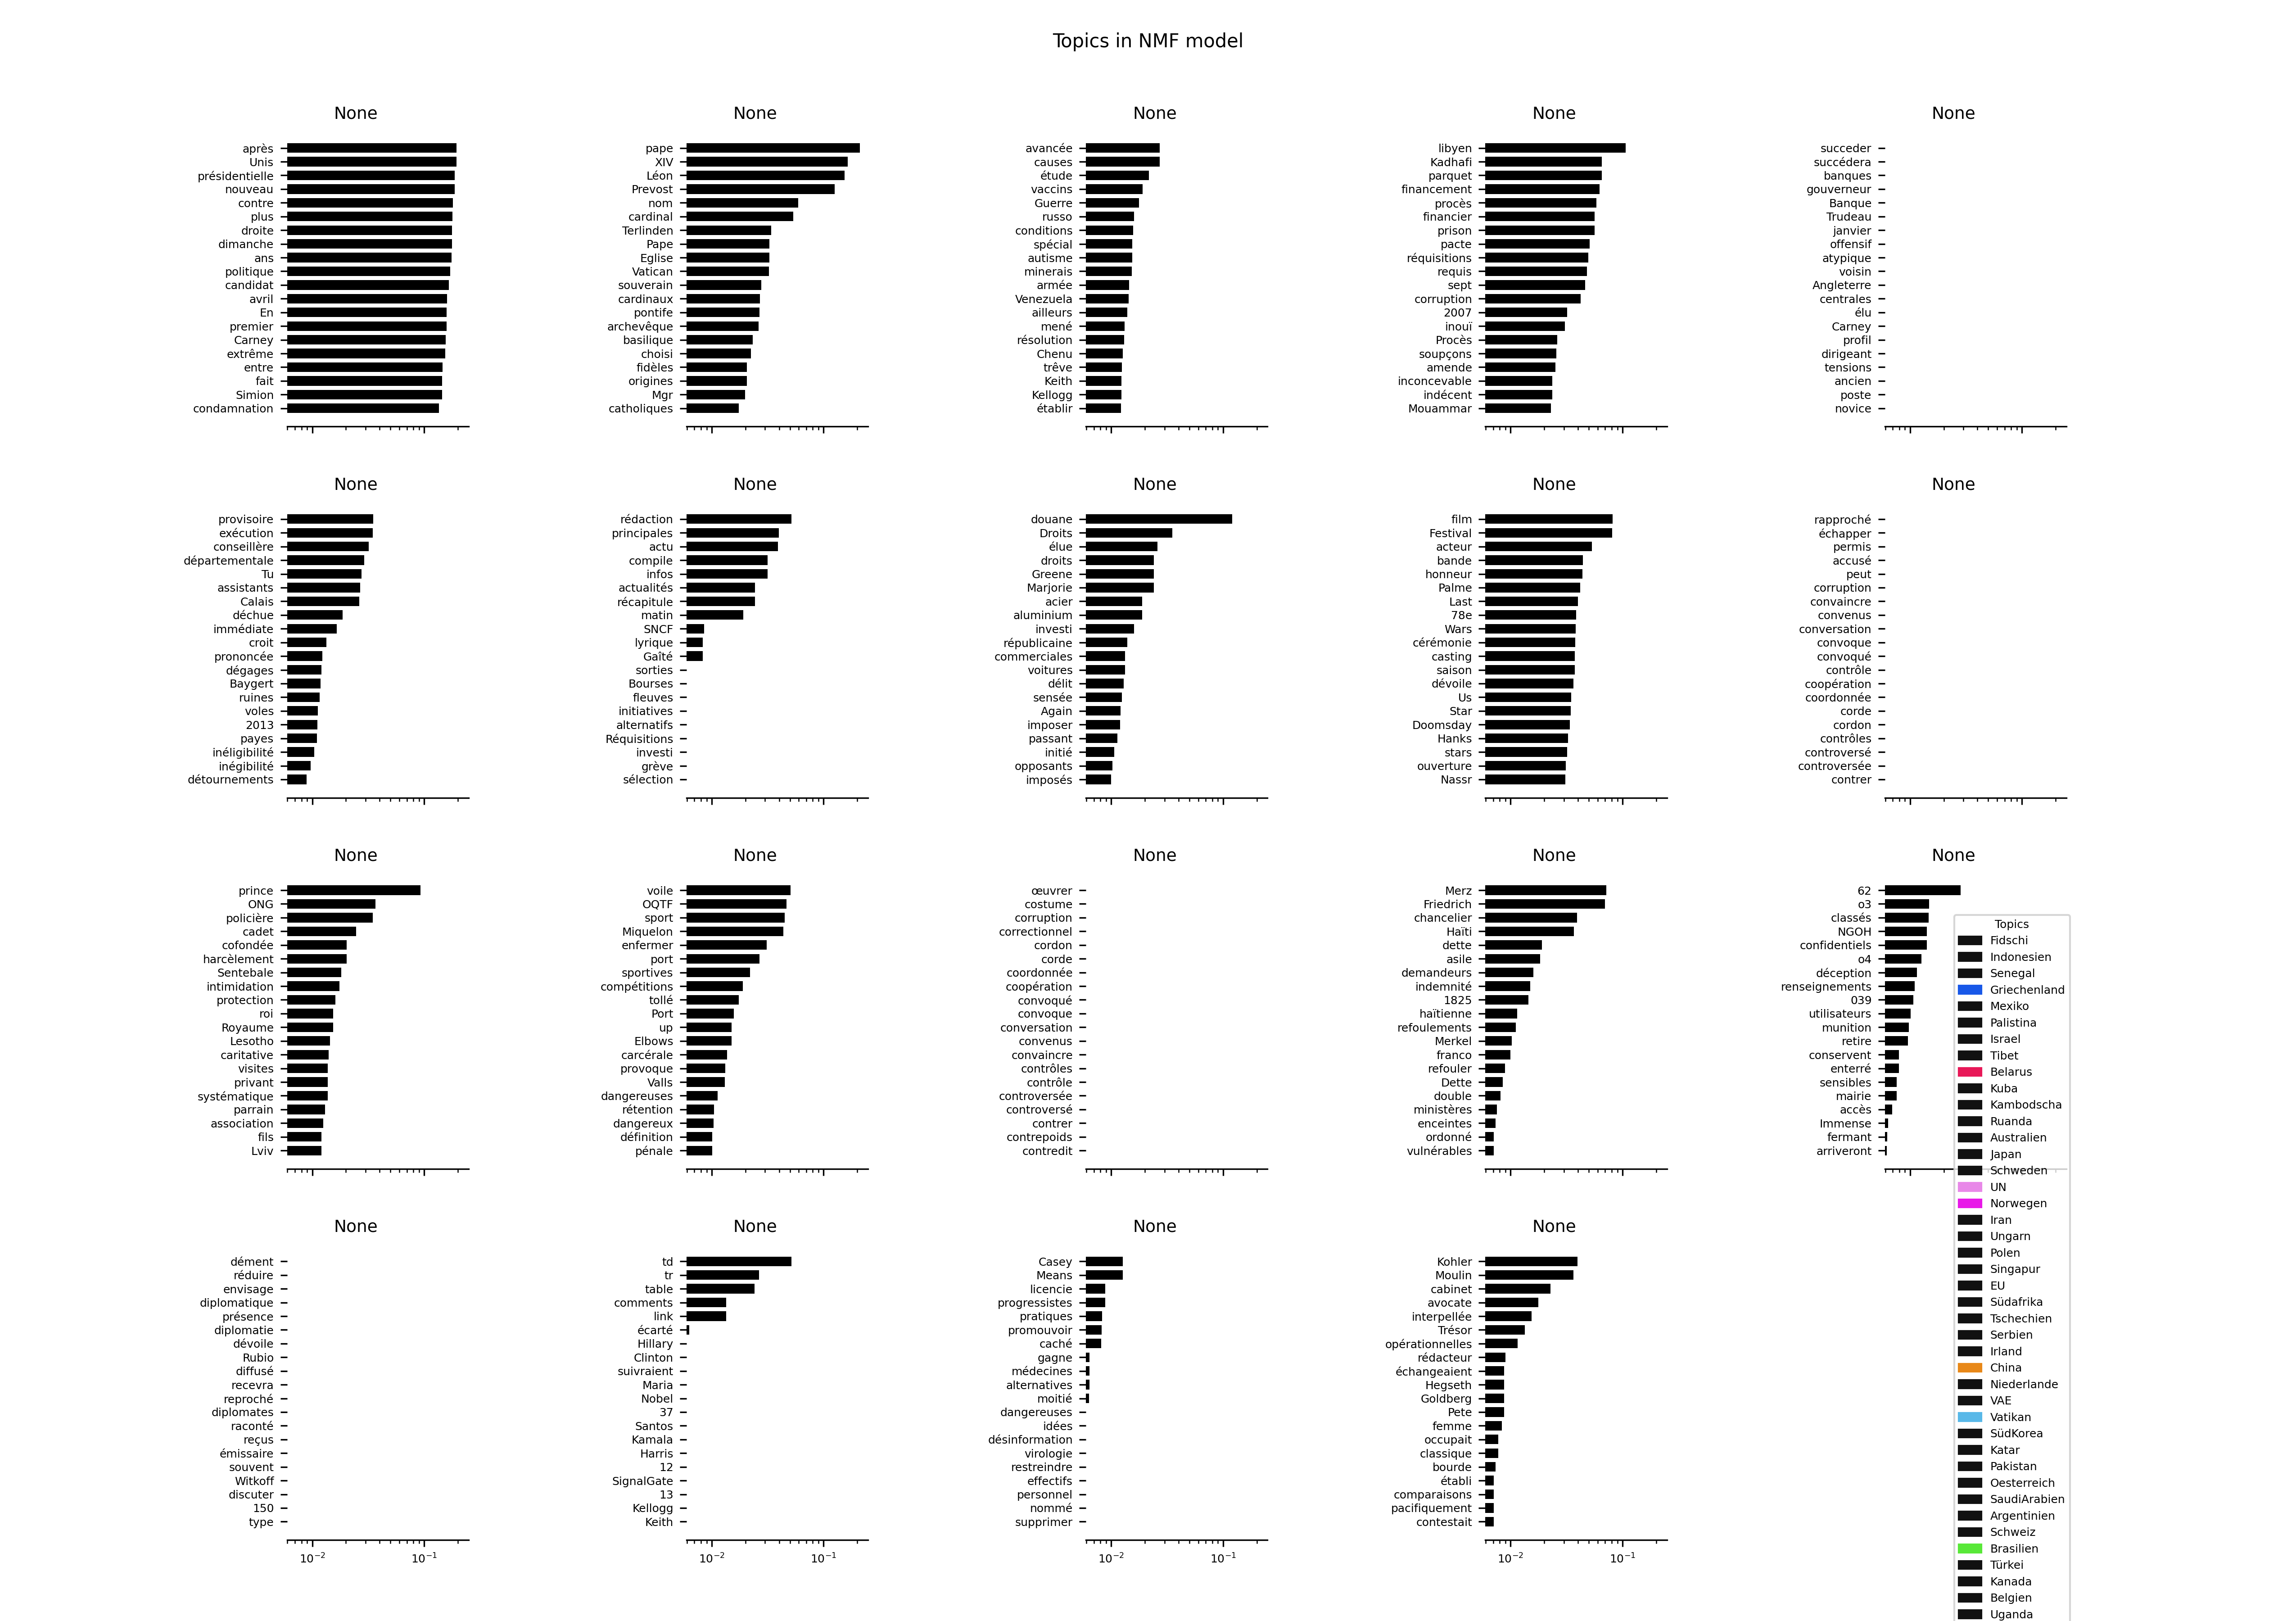 Topics in NMF model
None
après
Unis
présidentielle
nouveau
contre
plus
droite
dimanche
ans
politique
candidat
avril
En
premier
Carney
extrême
entre
fait
Simion
condamnation
None
pape
XIV
Léon
Prevost
nom
cardinal
Terlinden
Pape
Eglise
Vatican
souverain
cardinaux
pontife
archevêque
basilique
choisi
fidèles
origines
Mgr
catholiques
None
avancée
causes
étude
vaccins
Guerre
russo
conditions
spécial
autisme
minerais
armée
Venezuela
ailleurs
mené
résolution
Chenu
trêve
Keith
Kellogg
établir
None
libyen
Kadhafi
parquet
financement
procès
financier
prison
pacte
réquisitions
requis
sept
corruption
2007
inouï
Procès
soupçons
amende
inconcevable
indécent
Mouammar
None
succeder
succédera
banques
gouverneur
Banque
Trudeau
janvier
offensif
atypique
voisin
Angleterre
centrales
élu
Carney
profil
dirigeant
tensions
ancien
poste
novice
None
provisoire
exécution
conseillère
départementale
Tu
assistants
Calais
déchue
immédiate
croit
prononcée
dégages
Baygert
ruines
voles
2013
payes
inéligibilité
inégibilité
détournements
None
rédaction
principales
actu
compile
infos
actualités
récapitule
matin
SNCF
lyrique
Gaîté
sorties
Bourses
fleuves
initiatives
alternatifs
Réquisitions
investi
grève
sélection
None
douane
Droits
élue
droits
Greene
Marjorie
acier
aluminium
investi
républicaine
commerciales
voitures
délit
sensée
Again
imposer
passant
initié
opposants
imposés
None
film
Festival
acteur
bande
honneur
Palme
Last
78e
Wars
cérémonie
casting
saison
dévoile
Us
Star
Doomsday
Hanks
stars
ouverture
Nassr
None
rapproché
échapper
permis
accusé
peut
corruption
convaincre
convenus
conversation
convoque
convoqué
contrôle
coopération
coordonnée
corde
cordon
contrôles
controversé
controversée
contrer
None
prince
ONG
policière
cadet
cofondée
harcèlement
Sentebale
intimidation
protection
roi
Royaume
Lesotho
caritative
visites
privant
systématique
parrain
association
fils
Lviv
None
voile
OQTF
sport
Miquelon
enfermer
port
sportives
compétitions
tollé
Port
up
Elbows
carcérale
provoque
Valls
dangereuses
rétention
dangereux
définition
pénale
None
œuvrer
costume
corruption
correctionnel
cordon
corde
coordonnée
coopération
convoqué
convoque
conversation
convenus
convaincre
contrôles
contrôle
controversée
controversé
contrer
contrepoids
contredit
None
Merz
Friedrich
chancelier
Haïti
dette
asile
demandeurs
indemnité
1825
haïtienne
refoulements
Merkel
franco
refouler
Dette
double
ministères
enceintes
ordonné
vulnérables
None
62
o3
classés
NGOH
confidentiels
o4
déception
renseignements
039
utilisateurs
munition
retire
conservent
enterré
sensibles
mairie
accès
Immense
fermant
arriveront
None
dément
réduire
envisage
diplomatique
présence
diplomatie
dévoile
Rubio
diffusé
recevra
reproché
diplomates
raconté
reçus
émissaire
souvent
Witkoff
discuter
150
type
10⁻² 10⁻¹
None
td
tr
table
comments
link
écarté
Hillary
Clinton
suivraient
Maria
Nobel
37
Santos
Kamala
Harris
12
SignalGate
13
Kellogg
Keith
10⁻² 10⁻¹
None
Casey
Means
licencie
progressistes
pratiques
promouvoir
caché
gagne
médecines
alternatives
moitié
dangereuses
idées
désinformation
virologie
restreindre
effectifs
personnel
nommé
supprimer
10⁻² 10⁻¹
None
Kohler
Moulin
cabinet
avocate
interpellée
Trésor
opérationnelles
rédacteur
échangeaient
Hegseth
Goldberg
Pete
femme
occupait
classique
bourde
établi
comparaisons
pacifiquement
contestait
10⁻² 10⁻¹
Topics
Fidschi
Indonesien
Senegal
Griechenland
Mexiko
Palistina
Israel
Tibet
Belarus
Kuba
Kambodscha
Ruanda
Australien
Japan
Schweden
UN
Norwegen
Iran
Ungarn
Polen
Singapur
EU
Südafrika
Tschechien
Serbien
Irland
China
Niederlande
VAE
Vatikan
SüdKorea
Katar
Pakistan
Oesterreich
SaudiArabien
Argentinien
Schweiz
Brasilien
Türkei
Kanada
Belgien
Uganda